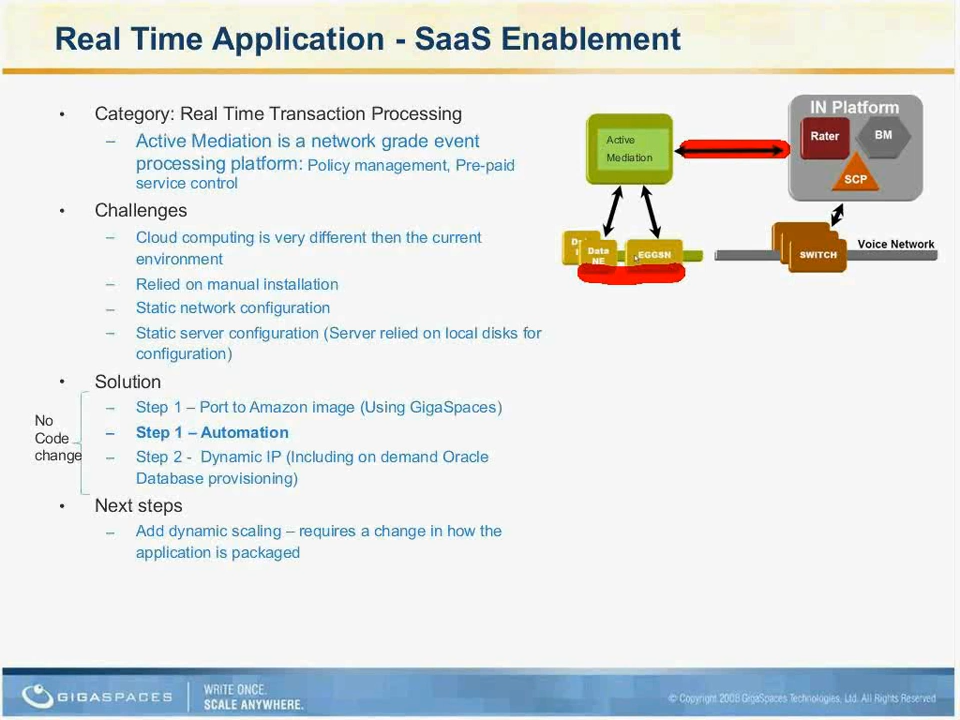 Real Time Application - SaaS Enablement
• Category: Real Time Transaction Processing
– Active Mediation is a network grade event
processing platform: Policy management, Pre-paid
service control
• Challenges
– Cloud computing is very different then the current
environment
– Relied on manual installation
– Static network configuration
– Static server configuration (Server relied on local disks for
configuration)
• Solution
– Step 1 – Port to Amazon image (Using GigaSpaces)
– Step 1 – Automation
– Step 2 - Dynamic IP (Including on demand Oracle
Database provisioning)
No
Code
change
• Next steps
– Add dynamic scaling – requires a change in how the
application is packaged
Active
Mediation
IN Platform
Rater
BM
SCP
Data
NE
EGGSN
SWITCH
Voice Network
GIGASPACES
WRITE ONCE.
SCALE ANYWHERE.
© Copyright 2008 GigaSpaces Technologies, Ltd. All Rights Reserved